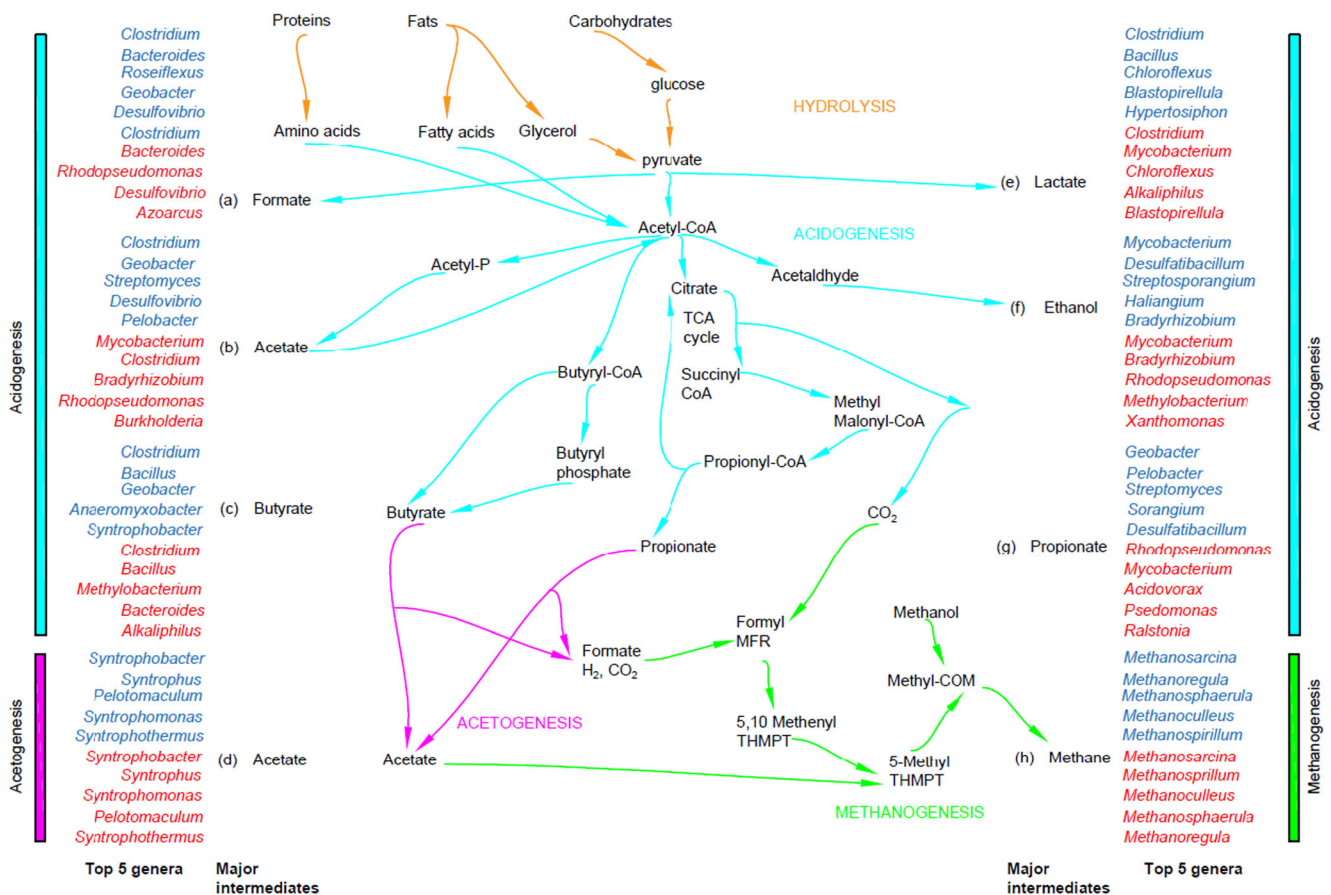 Proteins
Fats
Carbohydrates
glucose
HYDROLYSIS
Amino acids
Fatty acids
Glycerol
pyruvate
(a) Formate
(e) Lactate
Acetyl-CoA
ACIDOGENESIS
Acetyl-P
Acetaldhyde
Citrate
(f) Ethanol
TCA
cycle
(b) Acetate
Butyryl-CoA
Succinyl
CoA
Methyl
Malonyl-CoA
Butyryl
phosphate
Propionyl-CoA
(c) Butyrate
Butyrate
CO2
Propionate
(g) Propionate
Formate
H2, CO2
Formyl
MFR
Methanol
Methyl-COM
ACETOGENESIS
5,10 Methenyl
THMPT
(d) Acetate
Acetate
5-Methyl
THMPT
(h) Methane
METHANOGENESIS
Acidogenesis
Clostridium
Bacteroides
Roseiflexus
Geobacter
Desulfovibrio
Clostridium
Bacteroides
Rhodopseudomonas
Desulfovibrio
Azoarcus
Clostridium
Geobacter
Streptomyces
Desulfovibrio
Pelobacter
Mycobacterium
Clostridium
Bradyrhizobium
Rhodopseudomonas
Burkholderia
Clostridium
Bacillus
Geobacter
Anaeromyxobacter
Syntrophobacter
Clostridium
Bacillus
Methylobacterium
Bacteroides
Alkaliphilus
Acetogenesis
Syntrophobacter
Syntrophus
Pelotomaculum
Syntrophomonas
Syntrophothermus
Syntrophobacter
Syntrophus
Syntrophomonas
Pelotomaculum
Syntrophothermus
Top 5 genera
Major
intermediates
Clostridium
Bacillus
Chloroflexus
Blastopirellula
Hypertosiphon
Clostridium
Mycobacterium
Chloroflexus
Alkaliphilus
Blastopirellula
Mycobacterium
Desulfatibacillum
Streptosporangium
Haliangium
Bradyrhizobium
Mycobacterium
Bradyrhizobium
Rhodopseudomonas
Methylobacterium
Xanthomonas
Geobacter
Pelobacter
Streptomyces
Sorangium
Desulfatibacillum
Rhodopseudomonas
Mycobacterium
Acidovorax
Psedomonas
Ralstonia
Acidogenesis
Methanosarcina
Methanoregula
Methanosphaerula
Methanoculleus
Methanospirillum
Methanosarcina
Methanosprillum
Methanoculleus
Methanosphaerula
Methanoregula
Methanogenesis
Major
intermediates
Top 5 genera